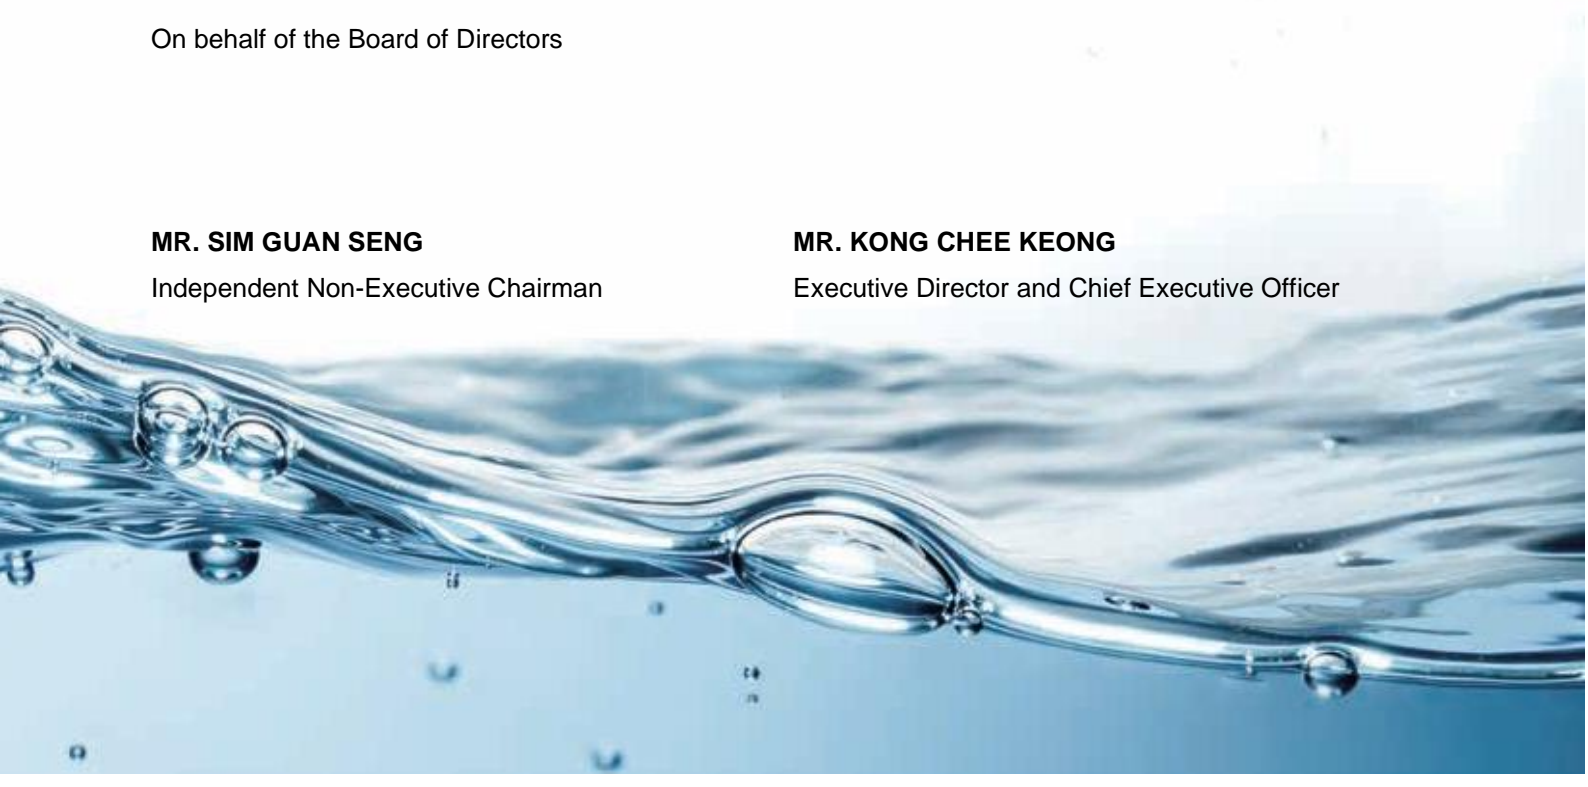 On behalf of the Board of Directors
MR. SIM GUAN SENG
Independent Non-Executive Chairman
MR. KONG CHEE KEONG
Executive Director and Chief Executive Officer